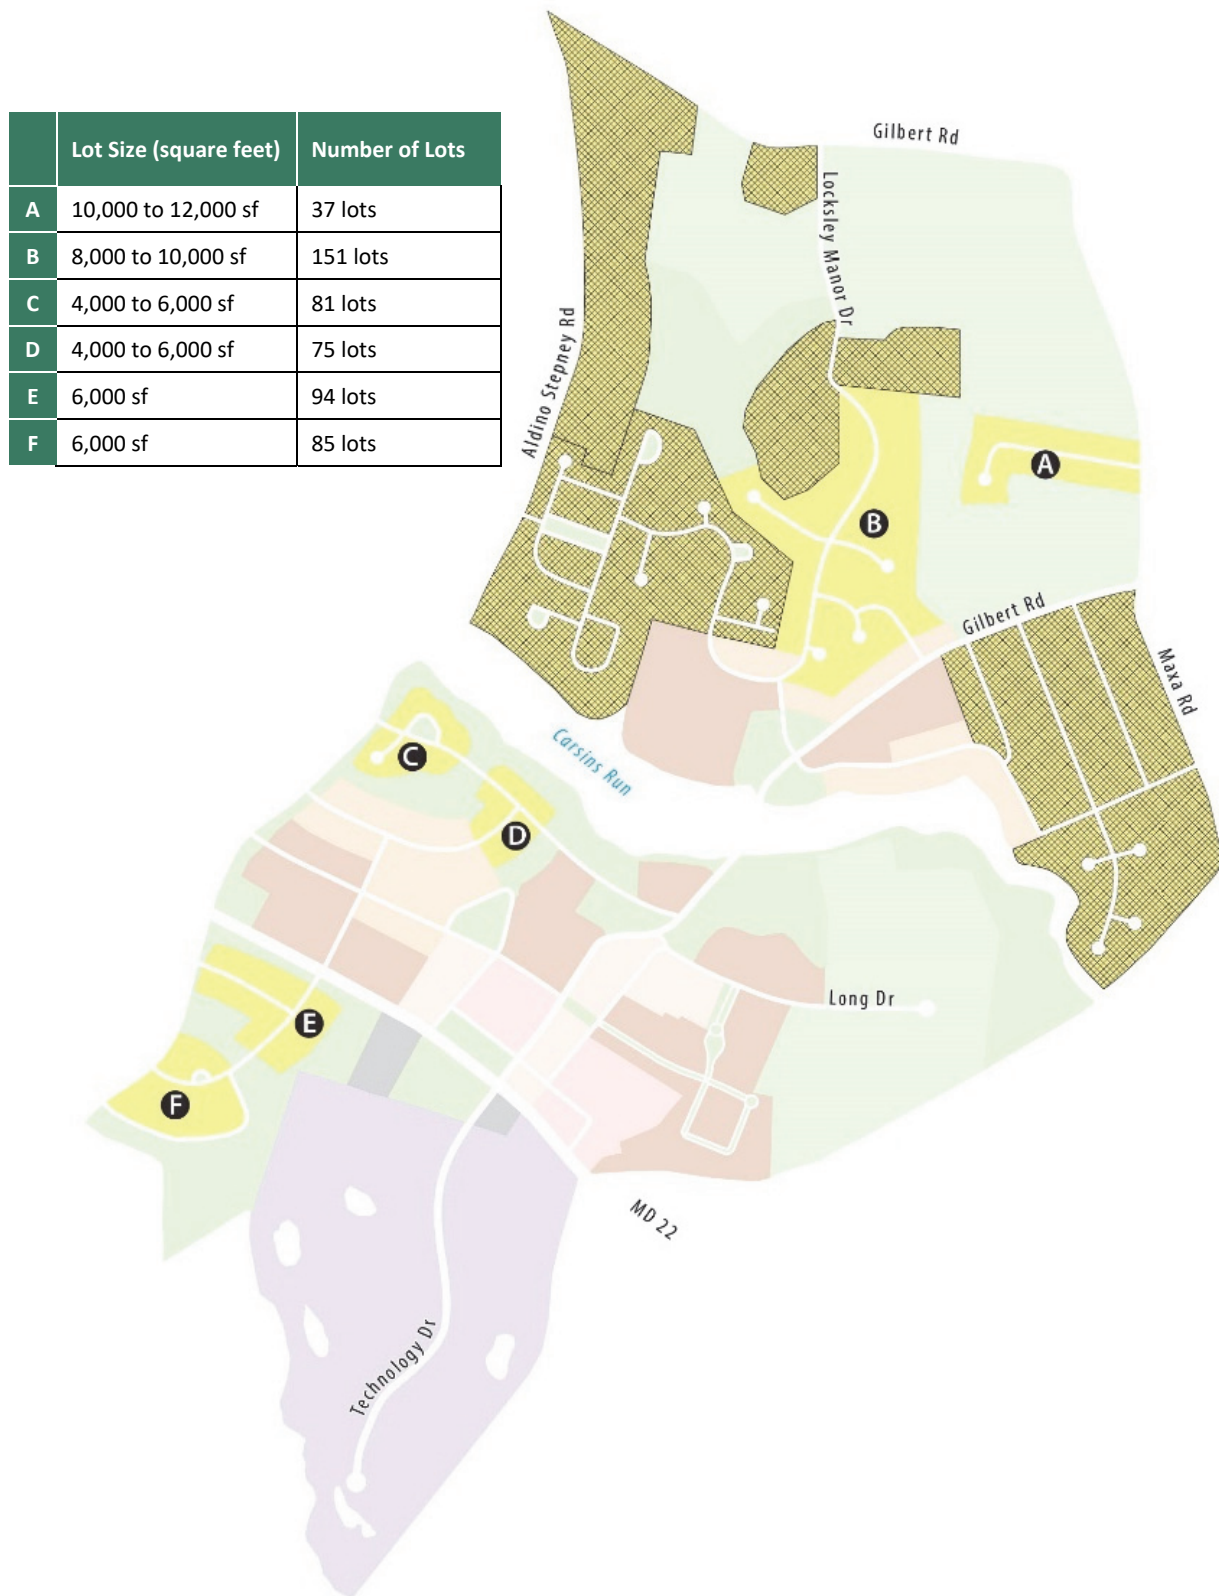 Lot Size (square feet) Number of Lots
A 10,000 to 12,000 sf 37 lots
B 8,000 to 10,000 sf 151 lots
C 4,000 to 6,000 sf 81 lots
D 4,000 to 6,000 sf 75 lots
E 6,000 sf 94 lots
F 6,000 sf 85 lots
Gilbert Rd
Locksley Manor Dr
Aldino Stepney Rd
A
B
Gilbert Rd
Maxa Rd
Carsins Run
C
D
Long Dr
E
F
MD 22
Technology Dr